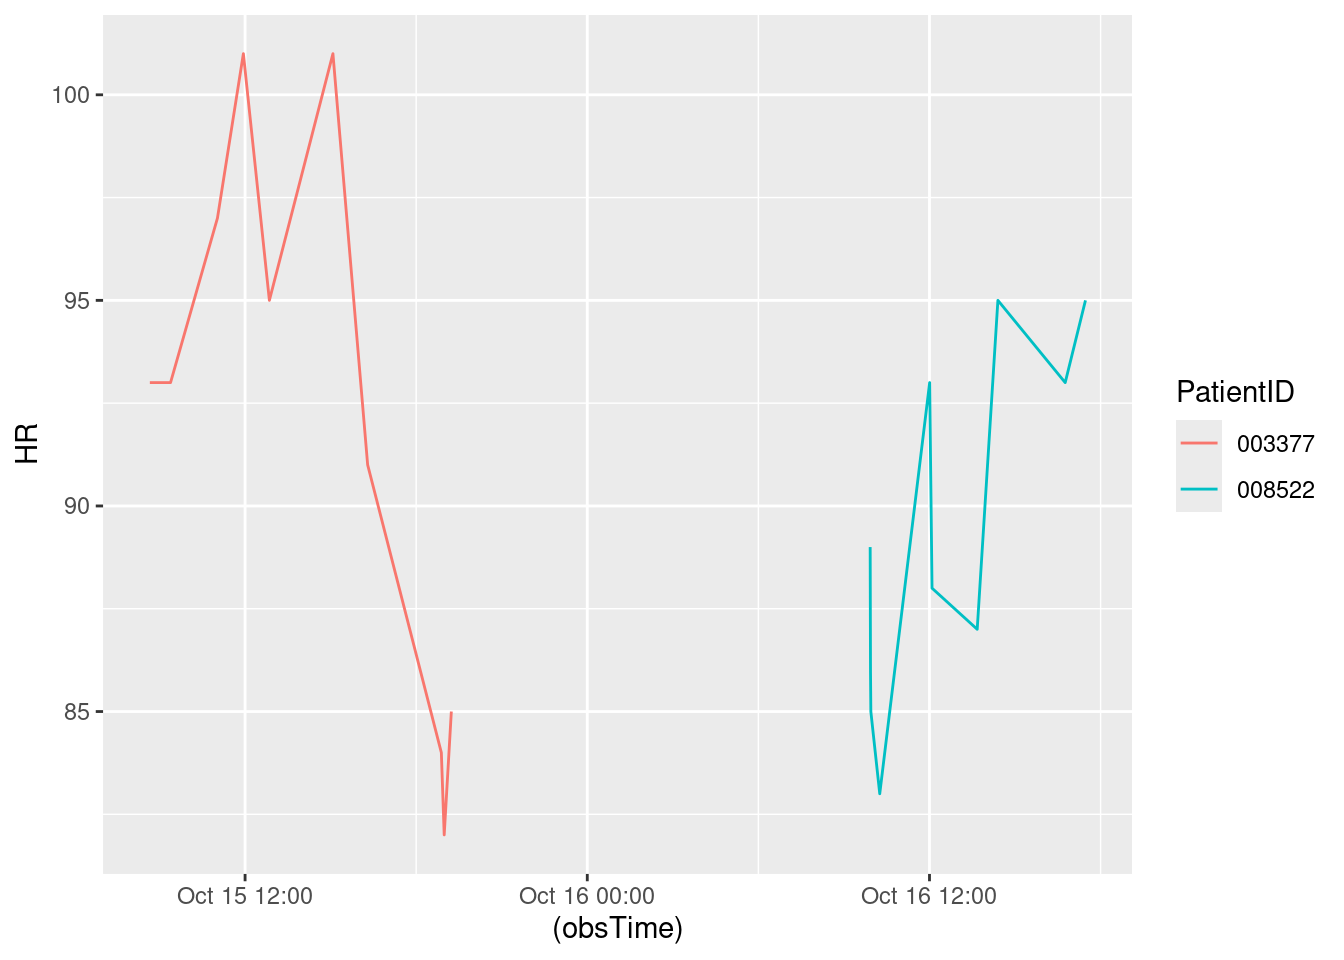 100
95
90
85
HR
Oct 15 12:00
Oct 16 00:00
Oct 16 12:00
(obsTime)
PatientID
003377
008522